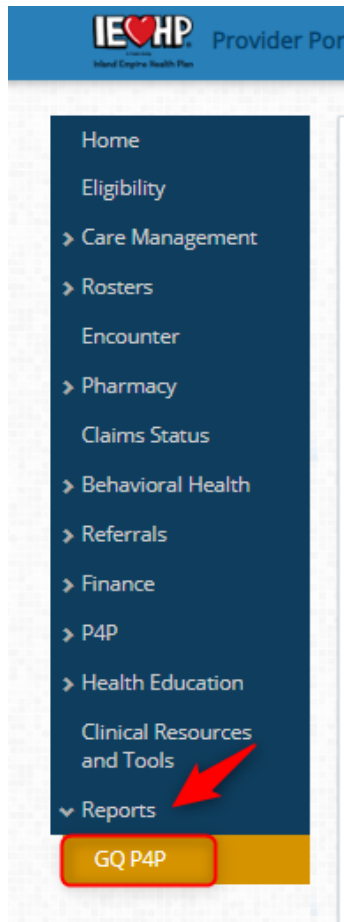 IEHP Provider Por
Inland Empire Health Plan
Home
Eligibility
Care Management
Rosters
Encounter
Pharmacy
Claims Status
Behavioral Health
Referrals
Finance
P4P
Health Education
Clinical Resources
and Tools
Reports
GQ P4P